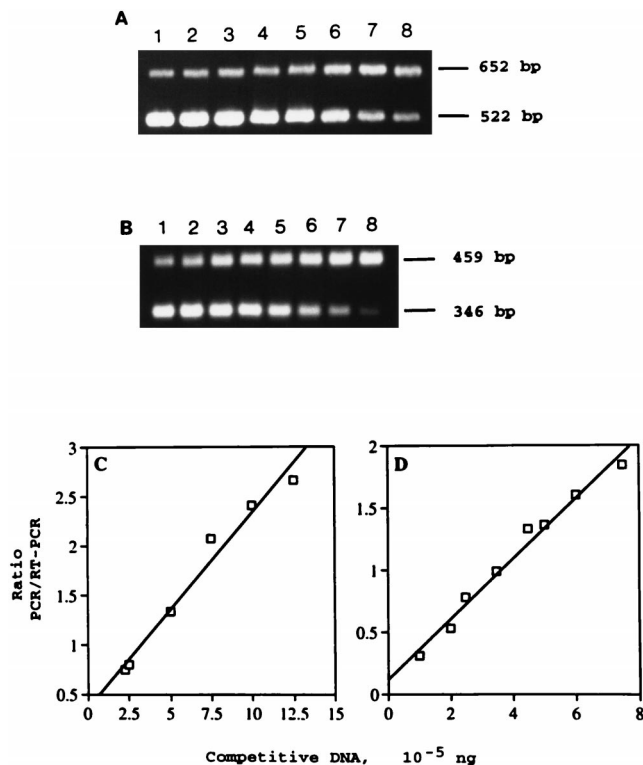 A
1 2 3 4 5 6 7 8
652 bp
522 bp
B
1 2 3 4 5 6 7 8
459 bp
346 bp
C
3
2.5
2
1.5
1
0.5
0 2.5 5 7.5 10 12.5 15
Ratio
PCR/RT-PCR
D
2
1.5
1
0.5
0
0 2 4 6 8
Competitive DNA, 10⁻⁵ ng